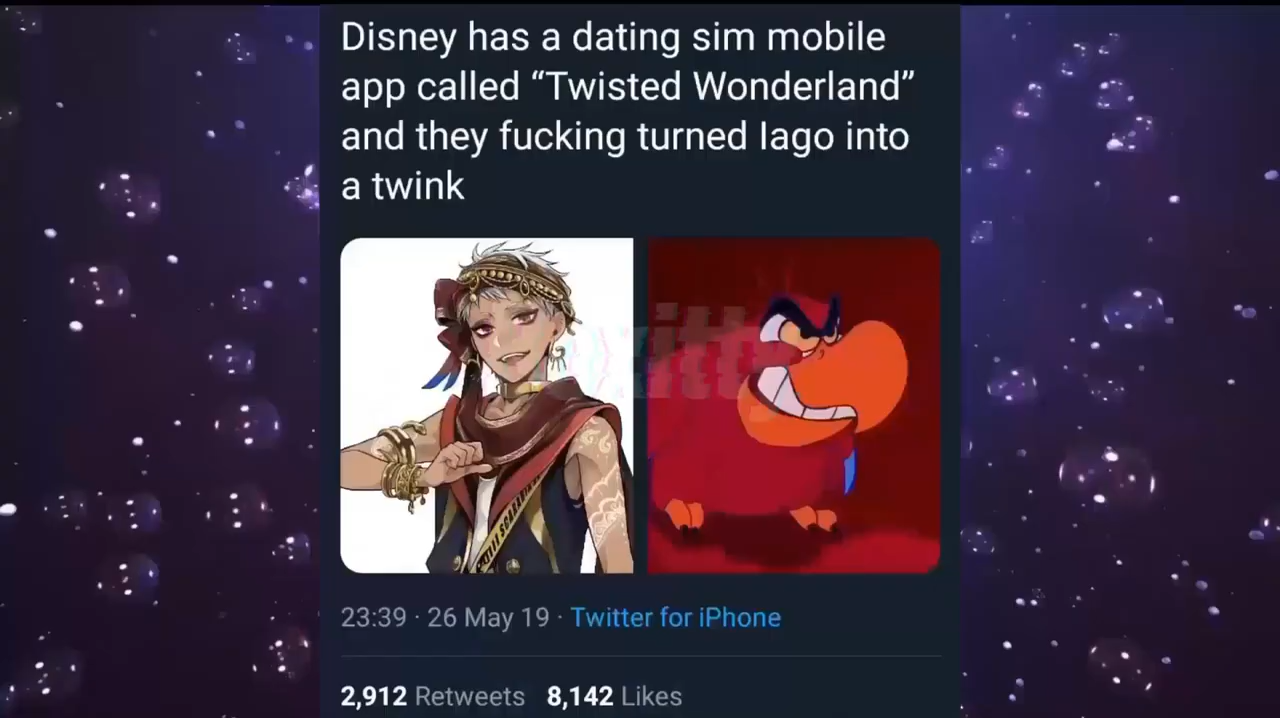 Disney has a dating sim mobile
app called “Twisted Wonderland”
and they fucking turned Iago into
a twink
23:39 · 26 May 19 · Twitter for iPhone
2,912 Retweets 8,142 Likes